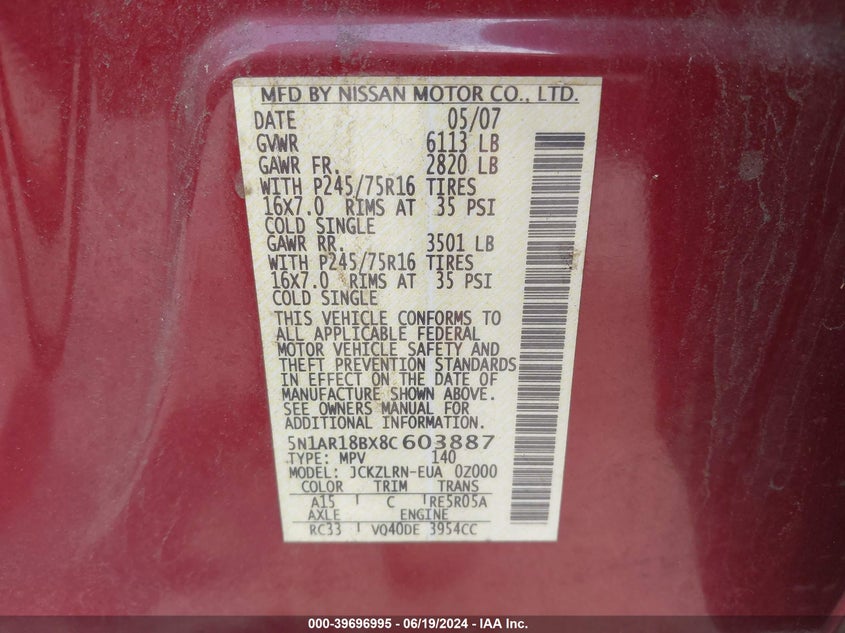 MFD BY NISSAN MOTOR CO., LTD.
DATE 05/07
GVWR 6113 LB
GAWR FR. 2820 LB
WITH P245/75R16 TIRES
16X7.0 RIMS AT 35 PSI
COLD SINGLE
GAWR RR. 3501 LB
WITH P245/75R16 TIRES
16X7.0 RIMS AT 35 PSI
COLD SINGLE
THIS VEHICLE CONFORMS TO
ALL APPLICABLE FEDERAL
MOTOR VEHICLE SAFETY AND
THEFT PREVENTION STANDARDS
IN EFFECT ON THE DATE OF
MANUFACTURE SHOWN ABOVE.
SEE OWNERS MANUAL FOR
ADDITIONAL INFORMATION.
5N1AR18BX8C603887
TYPE: MPV 140
MODEL: JCKZLRN-EUA 0Z000
COLOR TRIM TRANS
A15 C RE5R05A
AXLE ENGINE
RC33 VQ40DE 3954CC
000-39696995 - 06/19/2024 - IAA Inc.